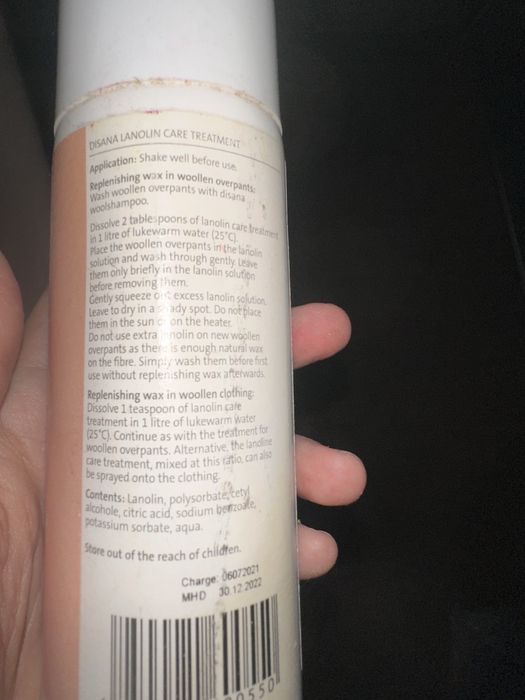 DISANA LANOLIN CARE TREATMENT
Application: Shake well before use.
Replenishing wax in woollen overpants:
Wash woollen overpants with disana
woolshampoo.
Dissolve 2 tablespoons of lanolin care treatment
in 1 litre of lukewarm water (25°C).
Place the woollen overpants in the lanolin
solution and wash through gently. Leave
them only briefly in the lanolin solution
before removing them.
Gently squeeze out excess lanolin solution.
Leave to dry in a shady spot. Do not place
them in the sun or on the heater.
Do not use extra lanolin on new woollen
overpants as there is enough natural wax
on the fibre. Simply wash them before first
use without replenishing wax afterwards.
Replenishing wax in woollen clothing:
Dissolve 1 teaspoon of lanolin care
treatment in 1 litre of lukewarm water
(25°C). Continue as with the treatment for
woollen overpants. Alternative, the landline
care treatment, mixed at this ratio, can also
be sprayed onto the clothing.
Contents: Lanolin, polysorbate, cetyl
alcohole, citric acid, sodium benzoate,
potassium sorbate, aqua.
Store out of the reach of children.
Charge: 06072021
MHD 30.12.2022
00550